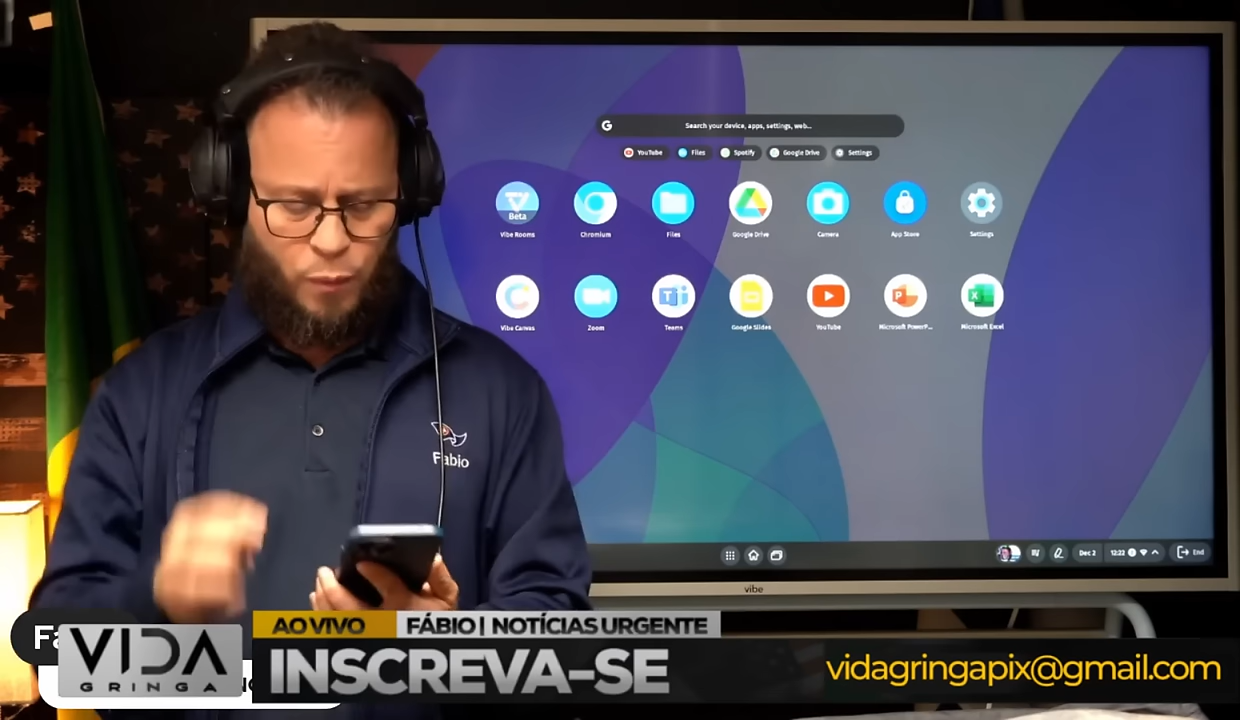 Search your device, apps, settings, web...
YouTube Files Spotify Google Drive Settings
Beta
Vibe Rooms Chromium Files Google Drive Camera App Store Settings
Vibe Canvas Zoom Teams Google Slides YouTube Microsoft PowerP... Microsoft Excel
Fabio
Dec 2 12:22 End
vibe
AO VIVO FÁBIO | NOTÍCIAS URGENTE
VIDA
GRINGA
INSCREVA-SE
vidagringapix@gmail.com